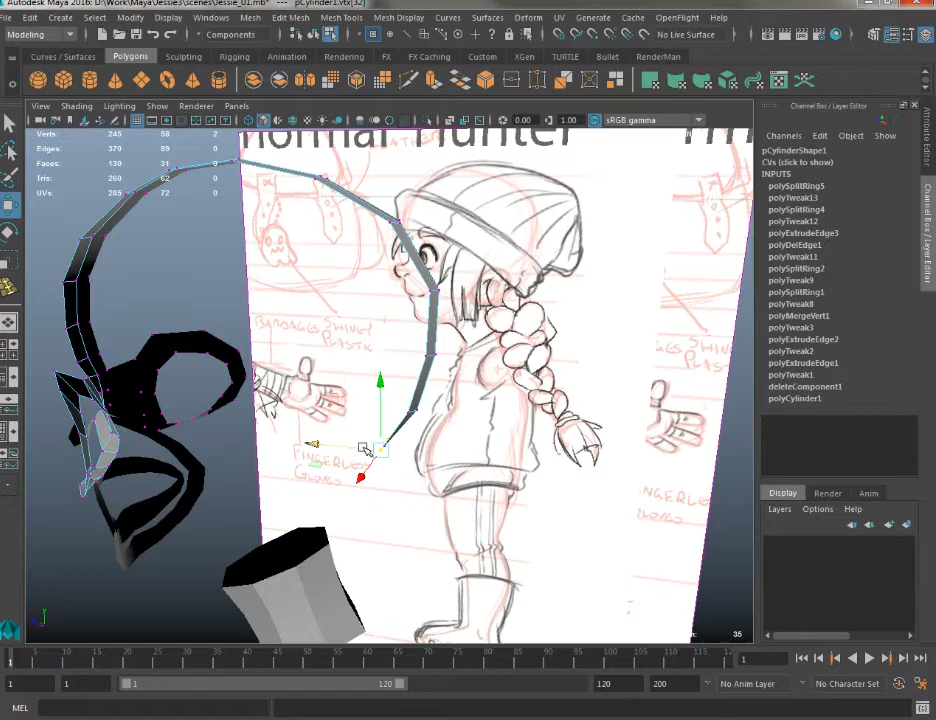 Autodesk Maya 2016: D:\Work\Maya\Jessie3\scenes\Jessie_01.mb* --- pCylinder1.vtx[32]
File Edit Create Select Modify Display Windows Mesh Edit Mesh Mesh Tools Mesh Display Curves Surfaces Deform UV Generate Cache OpenFlight Help
Modeling Components No Live Surface
Curves / Surfaces Polygons Sculpting Rigging Animation Rendering FX FX Caching Custom XGen TURTLE Bullet RenderMan
View Shading Lighting Show Renderer Panels
0.00 1.00 sRGB gamma
Verts: 245 58 2
Edges: 370 89 0
Faces: 130 31 0
Tris: 260 62 0
UVs: 285 72 0
normal Hunter
BANDAGES SHINY
PLASTIC
FINGERLESS
GLOVES
Channel Box / Layer Editor
Channels Edit Object Show
pCylinderShape1
CVs (click to show)
INPUTS
polySplitRing5
polyTweak13
polySplitRing4
polyTweak12
polyExtrudeEdge3
polyDelEdge1
polyTweak11
polySplitRing2
polyTweak9
polySplitRing1
polyTweak8
polyMergeVert1
polyTweak3
polyExtrudeEdge2
polyTweak2
polyExtrudeEdge1
polyTweak1
deleteComponent1
polyCylinder1
Attribute Editor
Channel Box / Layer Editor
Display Render Anim
Layers Options Help
5 10 15 20 25 30 35 40 45 50 55 60 65 70 75 80 85 90 95 100 105 110 115 12
1
1 1 1 120 120 200 No Anim Layer No Character Set
MEL